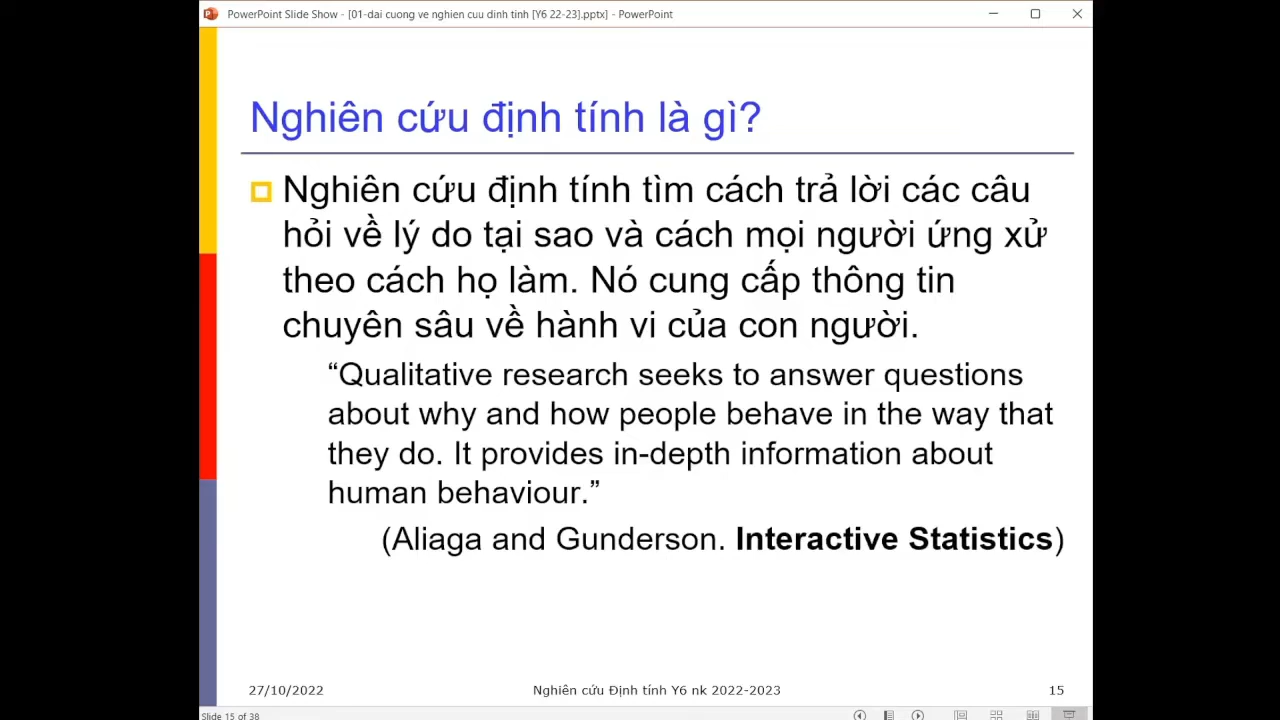 PowerPoint Slide Show - [01-dai cuong ve nghien cuu dinh tinh [Y6 22-23].pptx] - PowerPoint
Nghiên cứu định tính là gì?
Nghiên cứu định tính tìm cách trả lời các câu
hỏi về lý do tại sao và cách mọi người ứng xử
theo cách họ làm. Nó cung cấp thông tin
chuyên sâu về hành vi của con người.
“Qualitative research seeks to answer questions
about why and how people behave in the way that
they do. It provides in-depth information about
human behaviour.”
(Aliaga and Gunderson. Interactive Statistics)
27/10/2022 Nghiên cứu Định tính Y6 nk 2022-2023 15
Slide 15 of 38